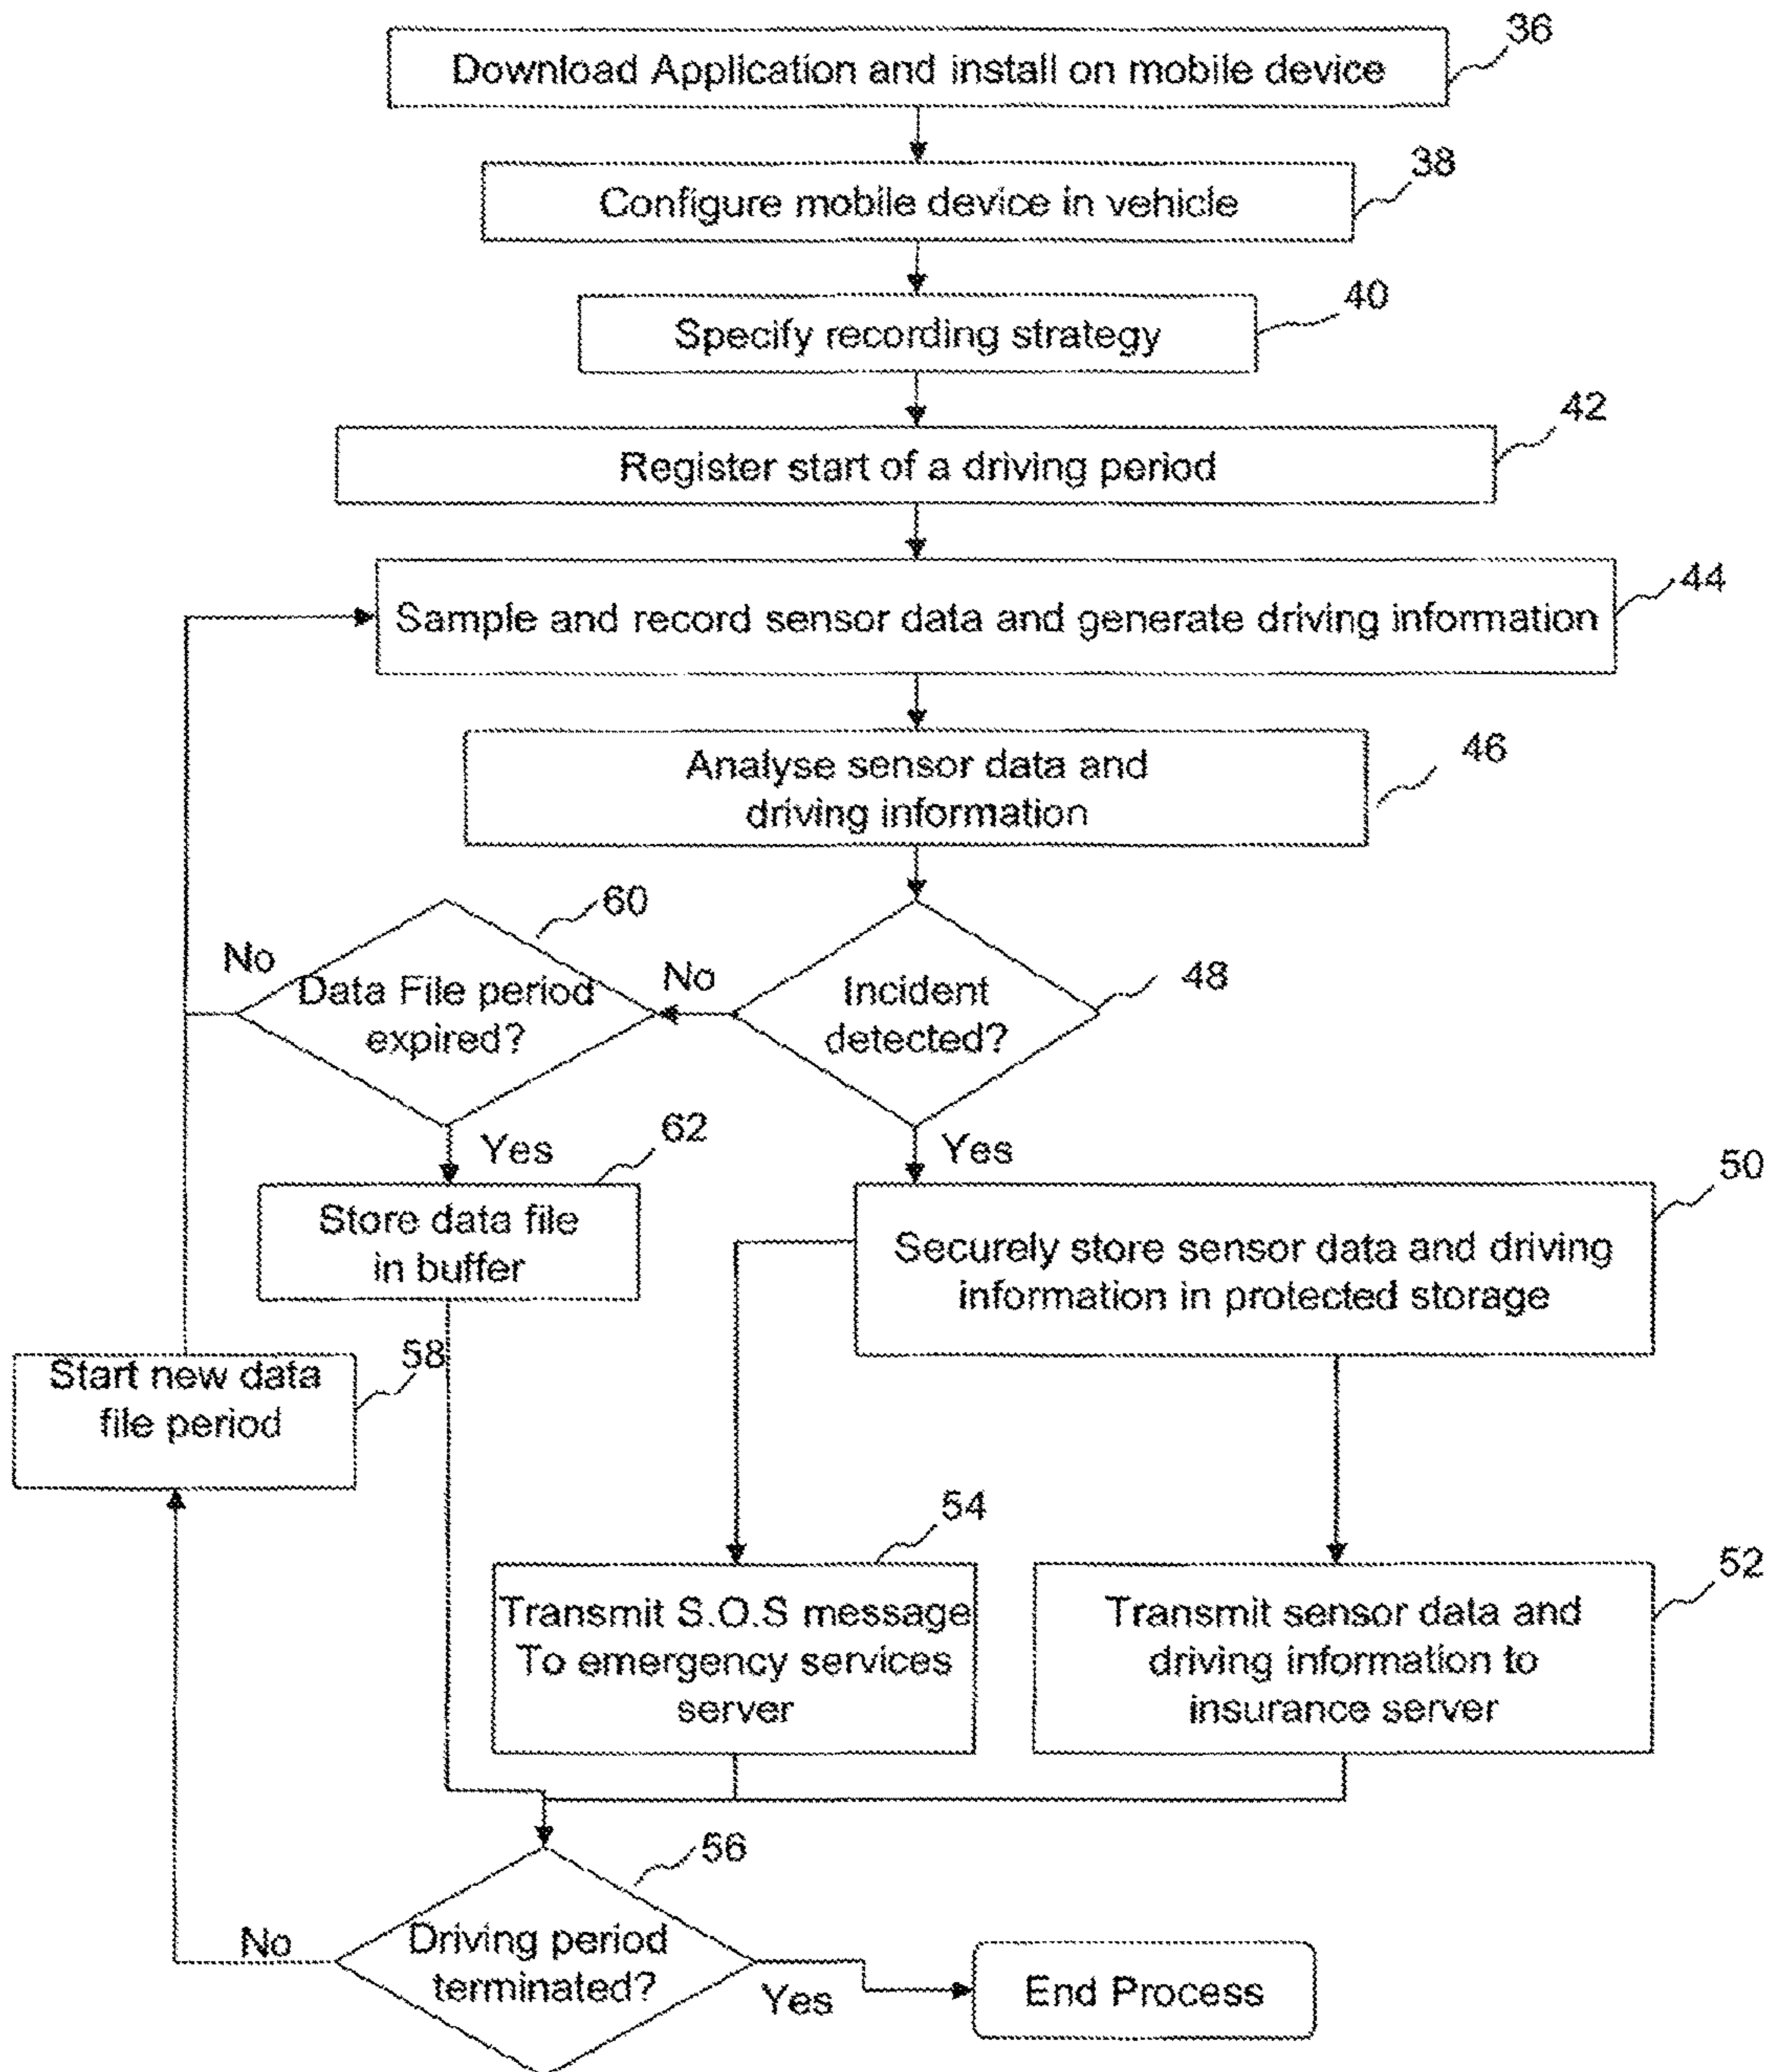 36
Download Application and install on mobile device
38
Configure mobile device in vehicle
40
Specify recording strategy
42
Register start of a driving period
44
Sample and record sensor data and generate driving information
46
Analyse sensor data and
driving information
60
No
Data File period
expired?
No
48
Incident
detected?
Yes
62
Store data file
in buffer
Yes
50
Securely store sensor data and driving
information in protected storage
58
Start new data
file period
54
Transmit S.O.S message
To emergency services
server
52
Transmit sensor data and
driving information to
insurance server
56
No
Driving period
terminated?
Yes
End Process